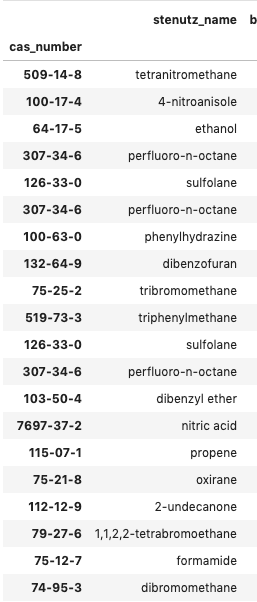 stenutz_name b
cas_number
509-14-8 tetranitromethane
100-17-4 4-nitroanisole
64-17-5 ethanol
307-34-6 perfluoro-n-octane
126-33-0 sulfolane
307-34-6 perfluoro-n-octane
100-63-0 phenylhydrazine
132-64-9 dibenzofuran
75-25-2 tribromomethane
519-73-3 triphenylmethane
126-33-0 sulfolane
307-34-6 perfluoro-n-octane
103-50-4 dibenzyl ether
7697-37-2 nitric acid
115-07-1 propene
75-21-8 oxirane
112-12-9 2-undecanone
79-27-6 1,1,2,2-tetrabromoethane
75-12-7 formamide
74-95-3 dibromomethane